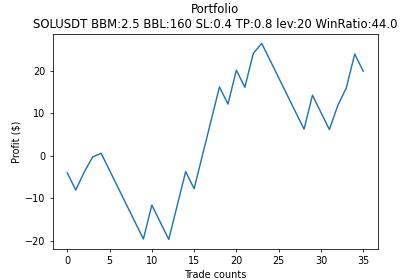 Portfolio
SOLUSDT BBM:2.5 BBL:160 SL:0.4 TP:0.8 lev:20 WinRatio:44.0
Profit ($)
20
10
0
−10
−20
0 5 10 15 20 25 30 35
Trade counts